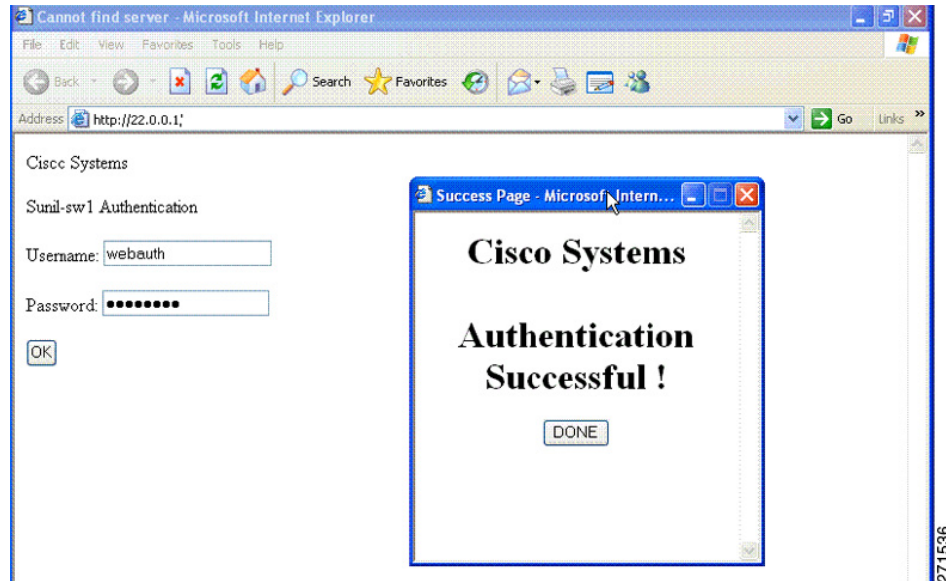 Cannot find server - Microsoft Internet Explorer
File Edit View Favorites Tools Help
Back Search Favorites
Address http://22.0.0.1/ Go Links »
Cisco Systems
Sunil-sw1 Authentication
Username: webauth
Password: ●●●●●●●●
OK
Success Page - Microsoft Intern...
Cisco Systems
Authentication
Successful !
DONE
271536